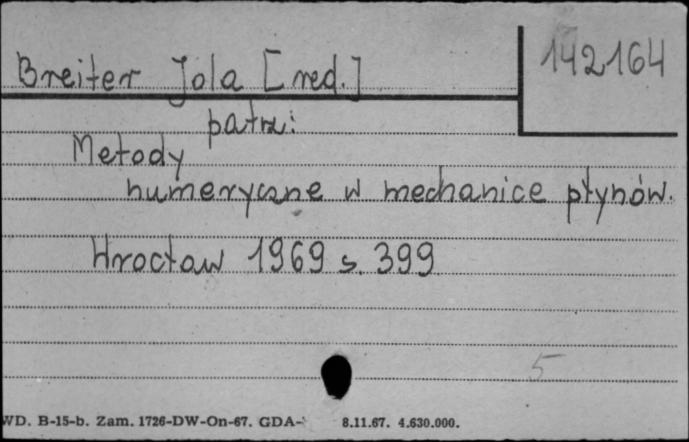 142164
Breiter Jola [red.]
patrz:
Metody
numeryczne w mechanice płynów.
Wrocław 1969 s. 399
5
WD. B-15-b. Zam. 1726-DW-On-67. GDA- 8.11.67. 4.630.000.